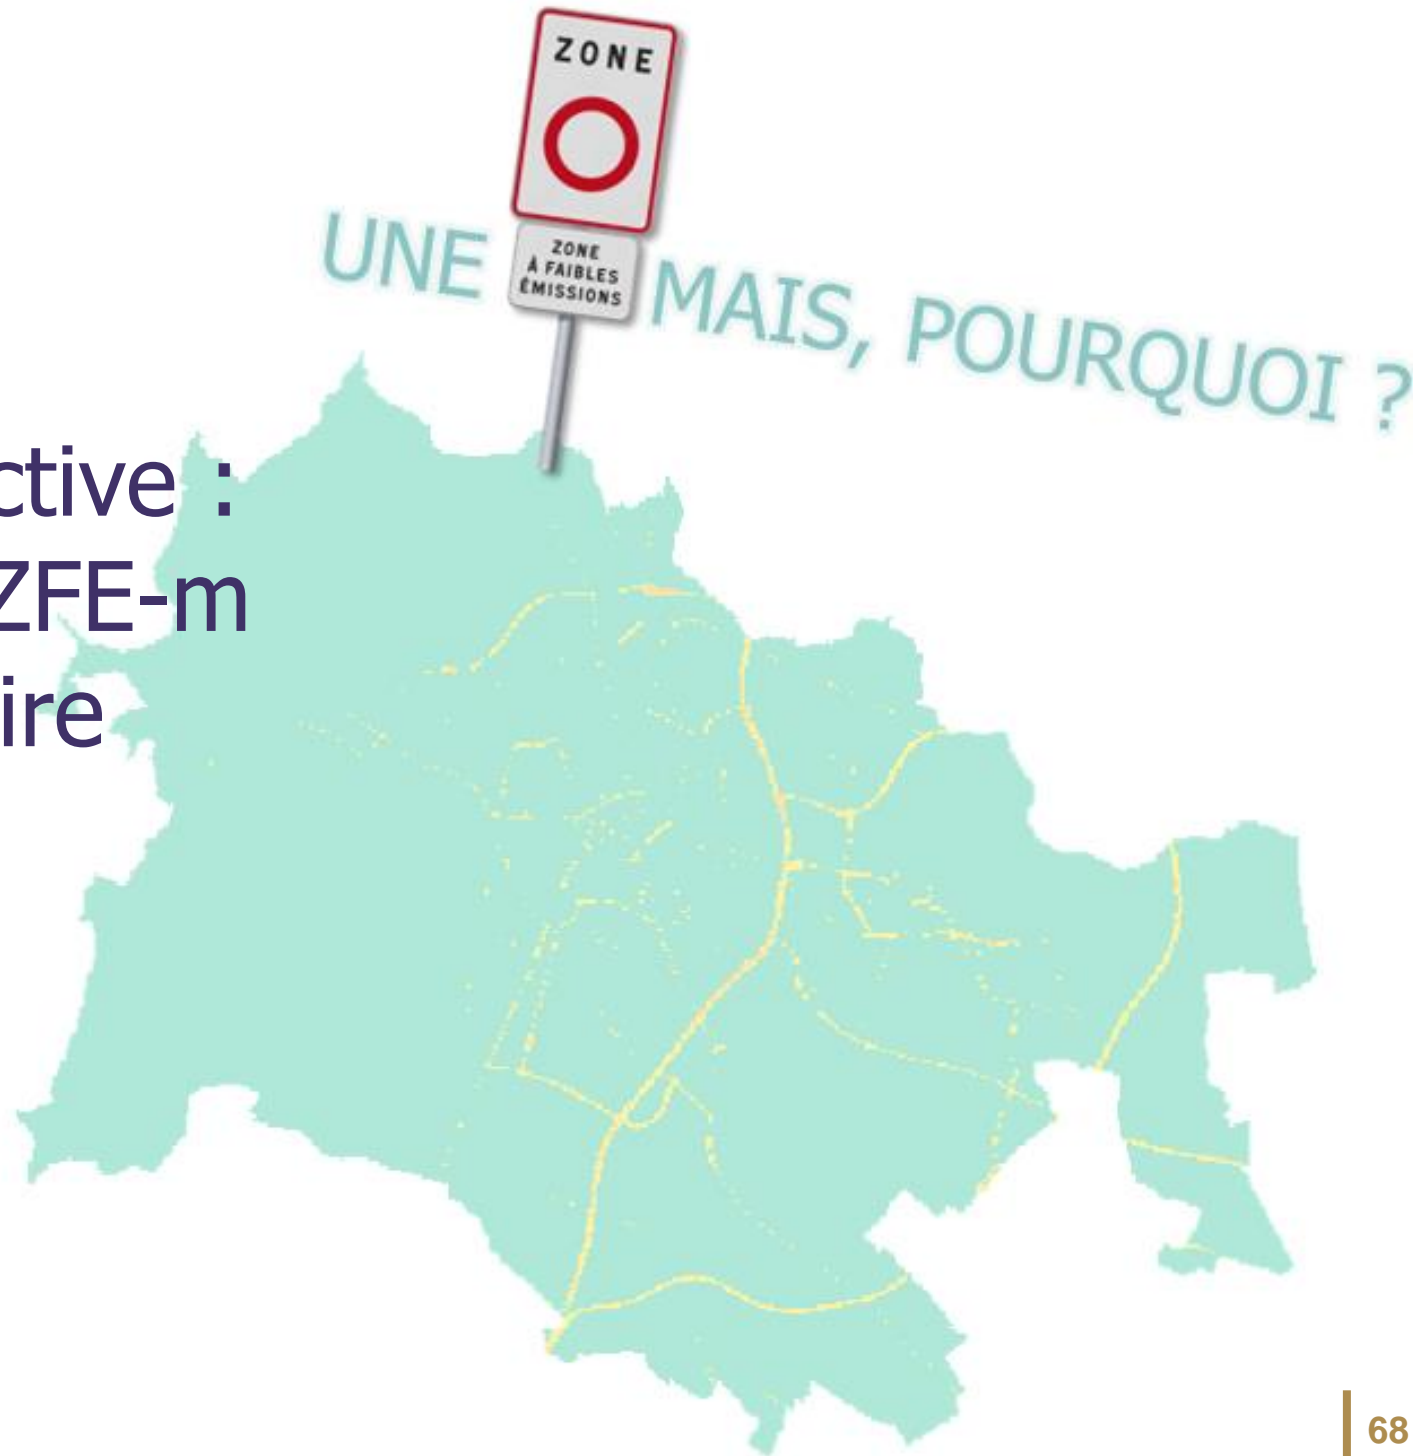 ZONE
UNE
ZONE
À FAIBLES
ÉMISSIONS
MAIS, POURQUOI ?
ctive :
ZFE-m
ire
68